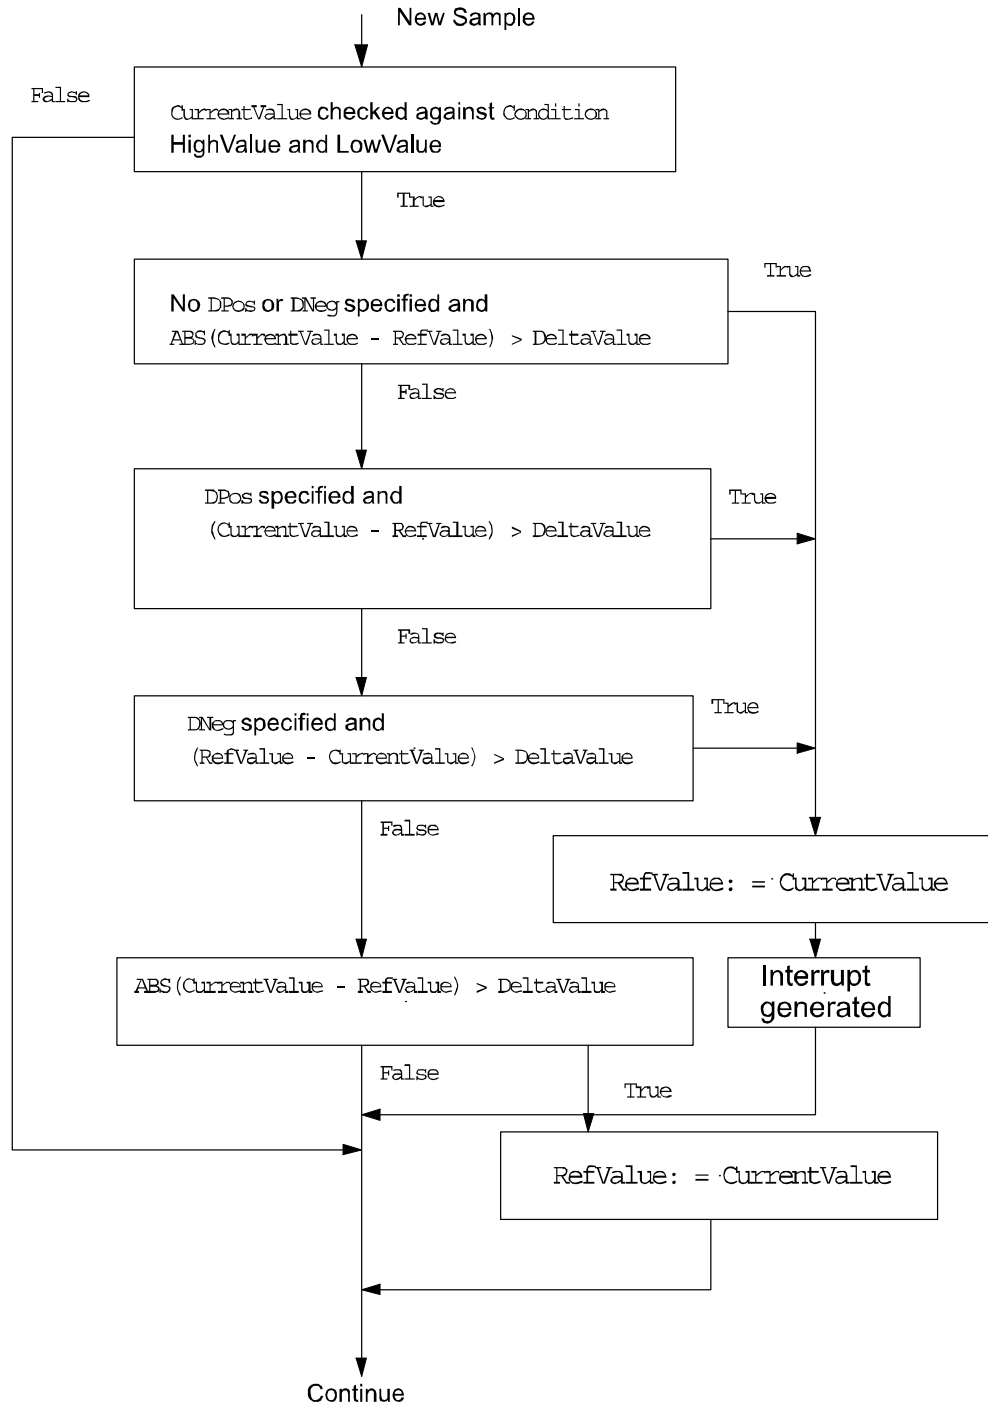 New Sample
False
CurrentValue checked against Condition
HighValue and LowValue
True
True
No DPos or DNeg specified and
ABS(CurrentValue - RefValue) > DeltaValue
False
DPos specified and
True
(CurrentValue - RefValue) > DeltaValue
False
True
DNeg specified and
(RefValue - CurrentValue) > DeltaValue
False
RefValue: = CurrentValue
ABS(CurrentValue - RefValue) > DeltaValue
Interrupt
generated
False
True
RefValue: = CurrentValue
Continue